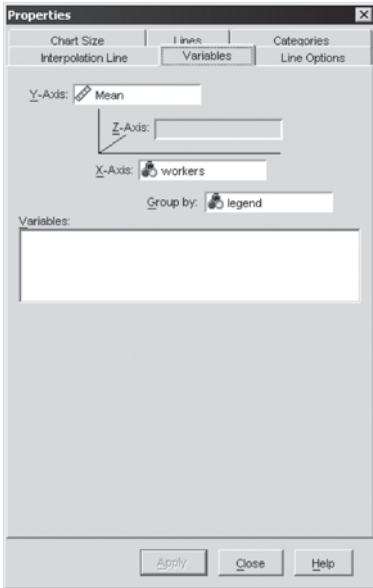 Properties
Chart Size Lines Categories
Interpolation Line Variables Line Options
Y-Axis: Mean
Z-Axis:
X-Axis: workers
Group by: legend
Variables:
Apply Close Help